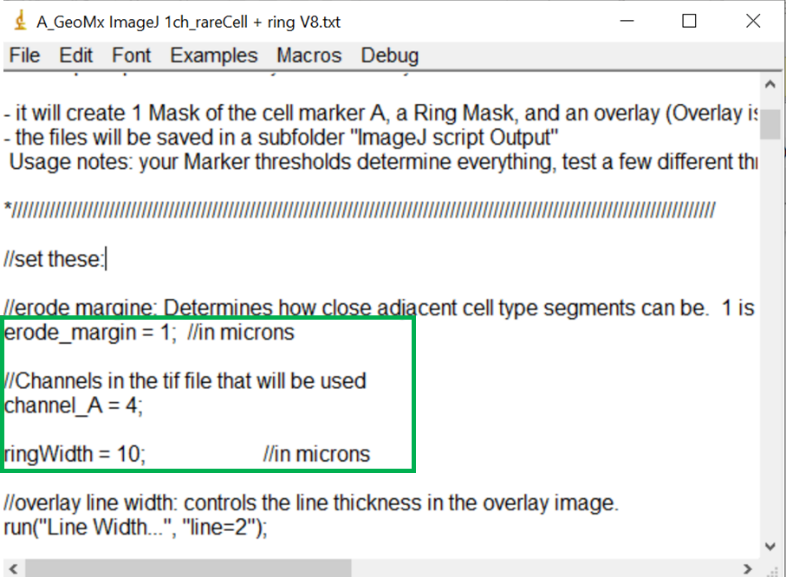 A_GeoMx ImageJ 1ch_rareCell + ring V8.txt
File Edit Font Examples Macros Debug
- it will create 1 Mask of the cell marker A, a Ring Mask, and an overlay (Overlay is
- the files will be saved in a subfolder "ImageJ script Output"
Usage notes: your Marker thresholds determine everything, test a few different
*////////////////////////////////////////////////////////////////////////////////////////////////////////////////////////////////////
//set these:
//erode margine: Determines how close adjacent cell type segments can be. 1 is
erode_margin = 1; //in microns
//Channels in the tif file that will be used
channel_A = 4;
ringWidth = 10; //in microns
//overlay line width: controls the line thickness in the overlay image.
run("Line Width...", "line=2");